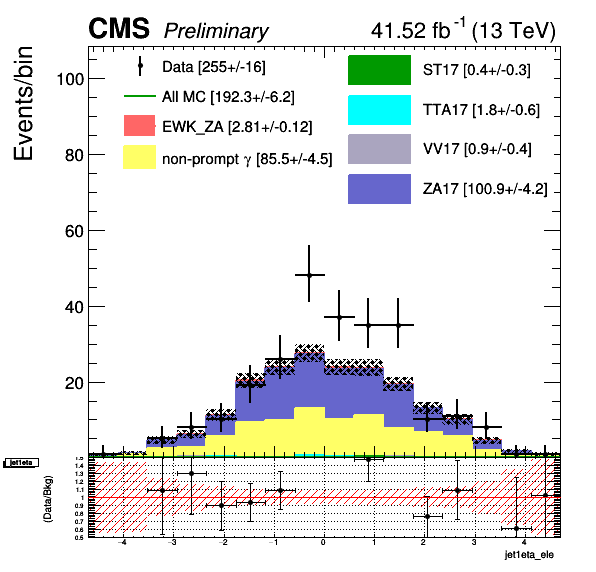 CMS Preliminary 41.52 fb⁻¹ (13 TeV)
Events/bin
100
80
60
40
20
Data [255+/-16]
All MC [192.3+/-6.2]
EWK_ZA [2.81+/-0.12]
non-prompt γ [85.5+/-4.5]
ST17 [0.4+/-0.3]
TTA17 [1.8+/-0.6]
VV17 [0.9+/-0.4]
ZA17 [100.9+/-4.2]
jet1eta
(Data/Bkg)
1.5
1.4
1.3
1.2
1.1
1
0.9
0.8
0.7
0.6
0.5
−4 −3 −2 −1 0 1 2 3 4
jet1eta_ele